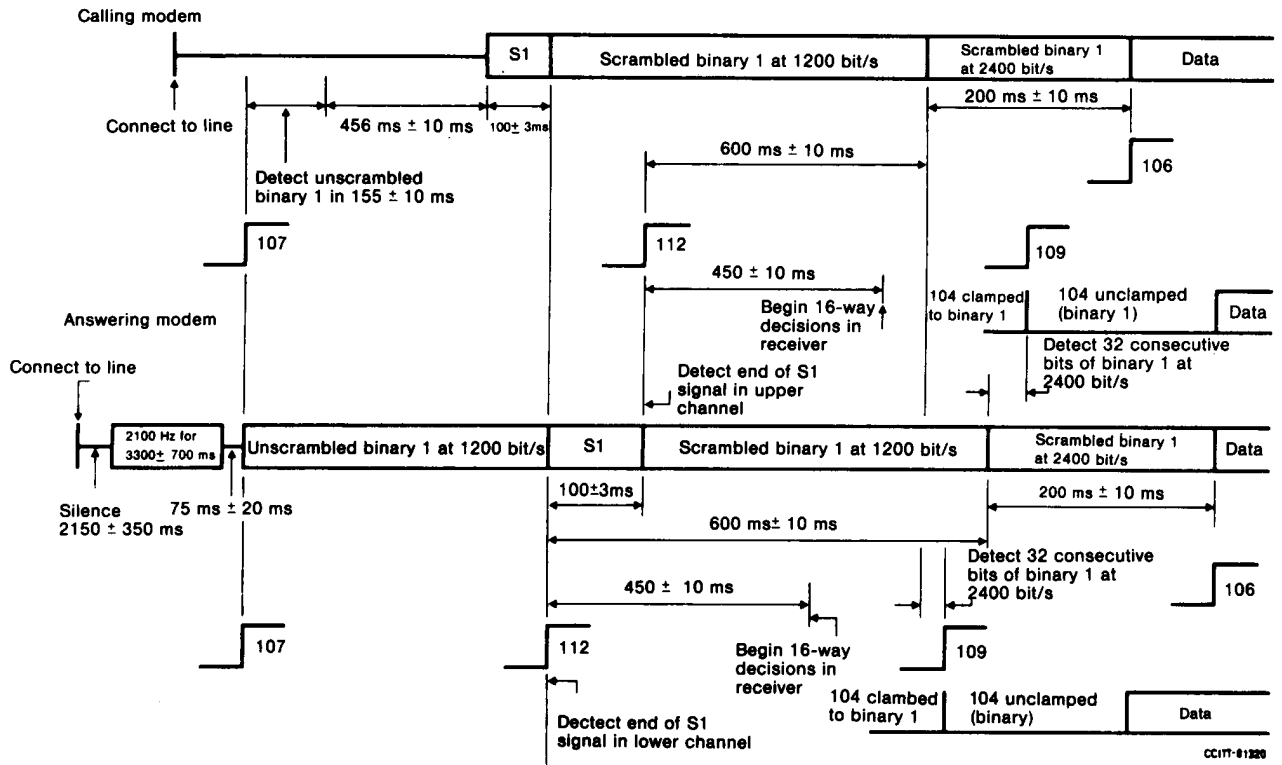 Calling modem
S1
Scrambled binary 1 at 1200 bit/s
Scrambled binary 1
at 2400 bit/s
Data
Connect to line
456 ms ± 10 ms
100± 3ms
200 ms ± 10 ms
Detect unscrambled
binary 1 in 155 ± 10 ms
600 ms ± 10 ms
106
107
112
109
450 ± 10 ms
Begin 16-way
decisions in
receiver
104 clamped
to binary 1
104 unclamped
(binary 1)
Data
Detect 32 consecutive
bits of binary 1 at
2400 bit/s
Detect end of S1
signal in upper
channel
Answering modem
Connect to line
2100 Hz for
3300± 700 ms
Unscrambled binary 1 at 1200 bit/s
S1
Scrambled binary 1 at 1200 bit/s
Scrambled binary 1
at 2400 bit/s
Data
Silence
2150 ± 350 ms
75 ms ± 20 ms
100±3ms
200 ms ± 10 ms
600 ms± 10 ms
Detect 32 consecutive
bits of binary 1 at
2400 bit/s
106
450 ± 10 ms
107
112
Begin 16-way
decisions in
receiver
109
104 clambed
to binary 1
104 unclamped
(binary)
Data
Dectect end of S1
signal in lower channel
CCITT-81320